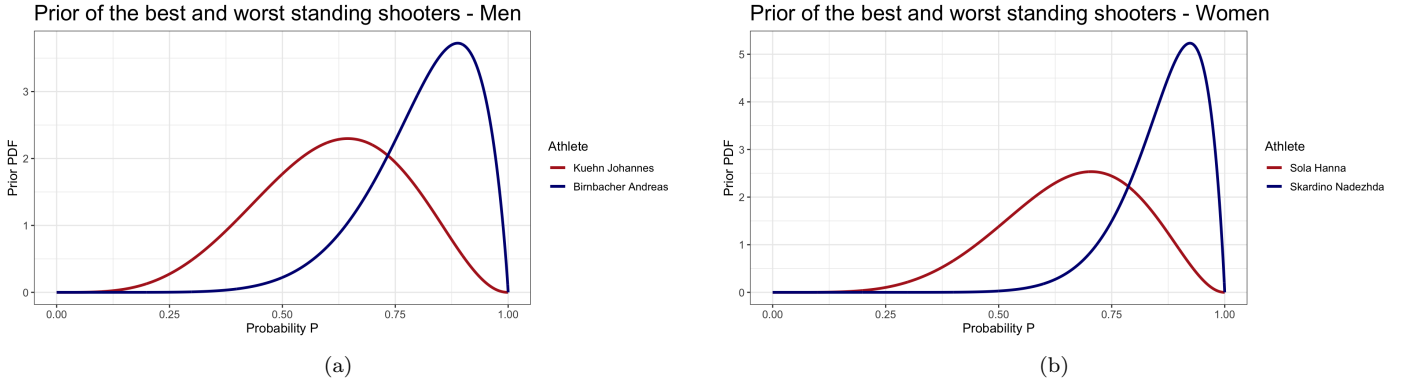 Prior of the best and worst standing shooters - Men
3
2
1
0
Prior PDF
0.00 0.25 0.50 0.75 1.00
Probability P
Athlete
Kuehn Johannes
Birnbacher Andreas
(a)
Prior of the best and worst standing shooters - Women
5
4
3
2
1
0
Prior PDF
0.00 0.25 0.50 0.75 1.00
Probability P
Athlete
Sola Hanna
Skardino Nadezhda
(b)